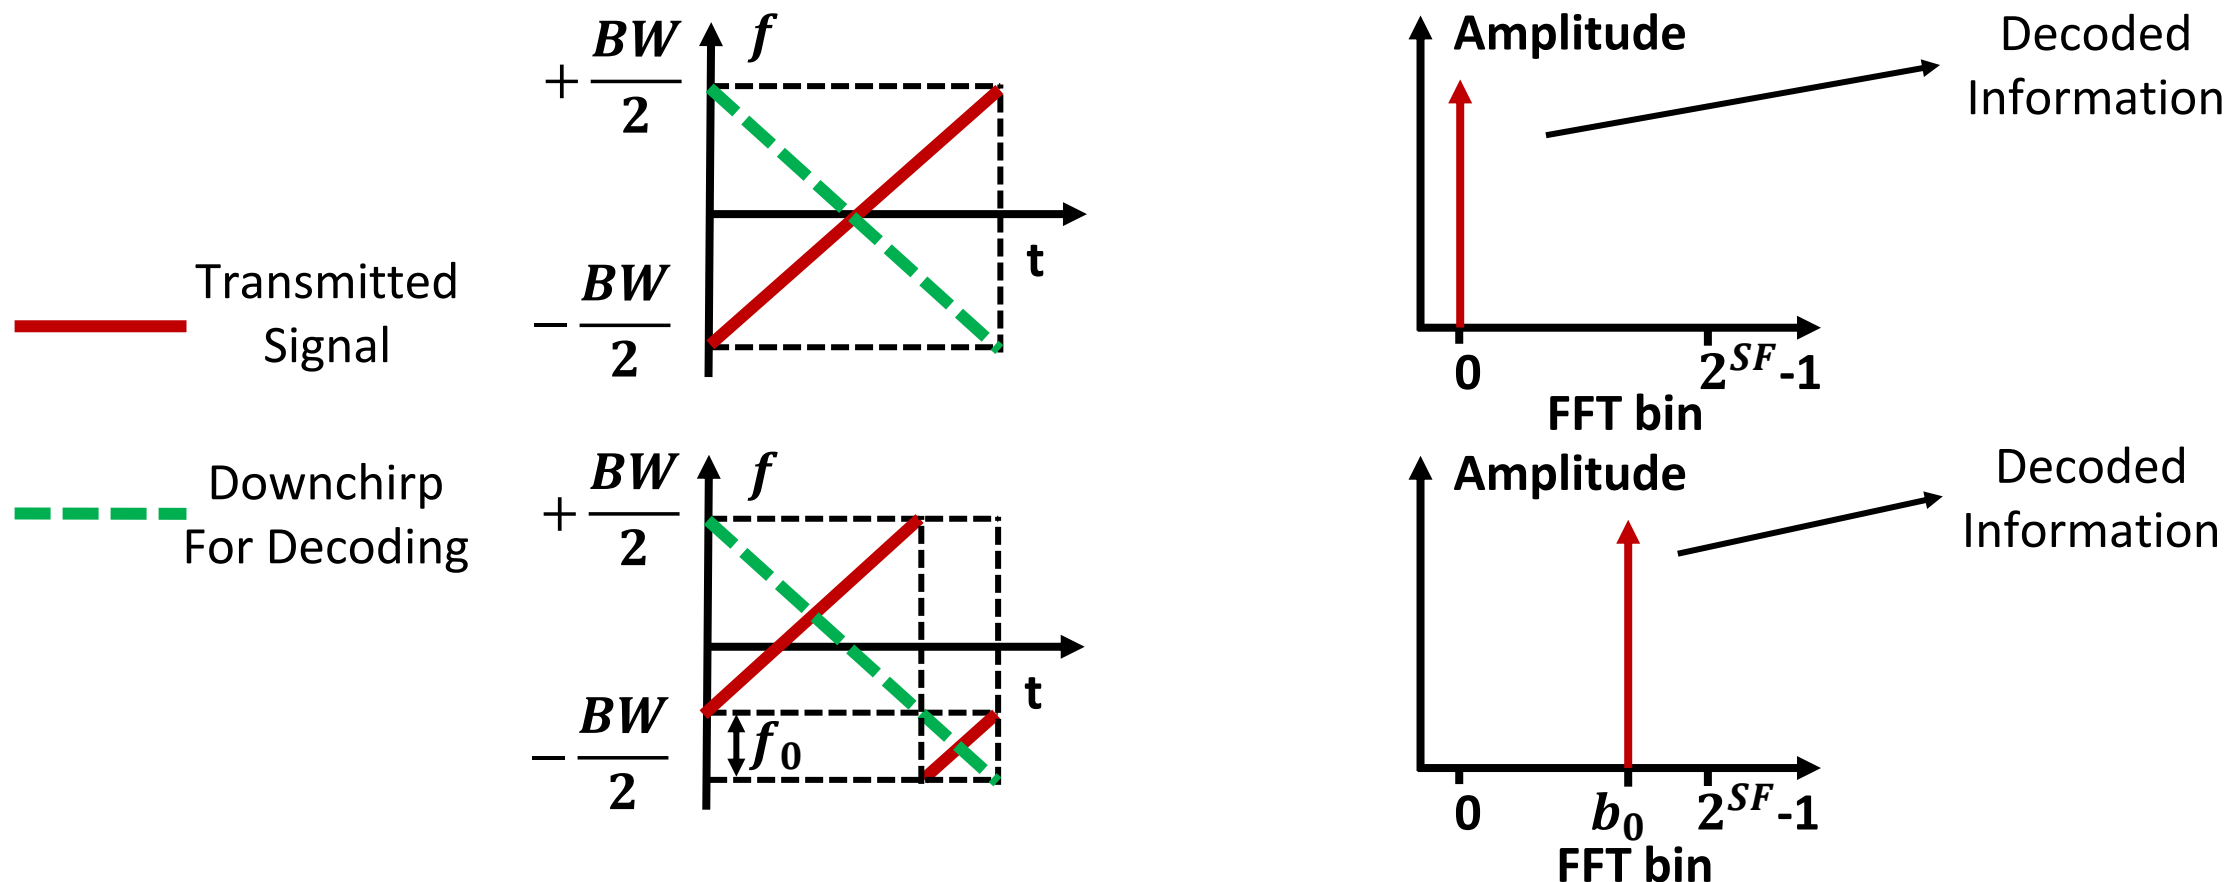 Transmitted
Signal
Downchirp
For Decoding
+ BW/2
f
t
− BW/2
Amplitude
Decoded
Information
0
2^SF-1
FFT bin
+ BW/2
f
t
− BW/2
f₀
Amplitude
Decoded
Information
0
b₀
2^SF-1
FFT bin